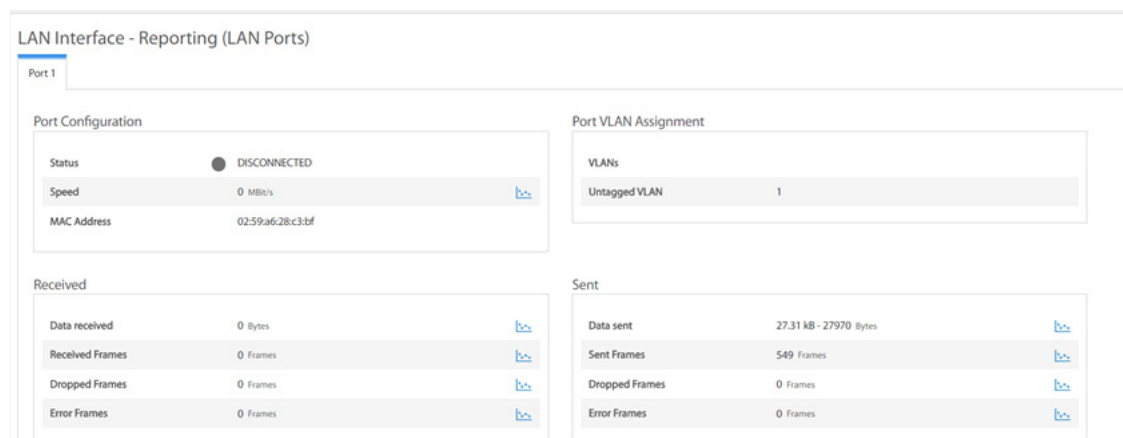 LAN Interface - Reporting (LAN Ports)
Port 1
Port Configuration
Status DISCONNECTED
Speed 0 MBit/s
MAC Address 02:59:a6:28:c3:bf
Port VLAN Assignment
VLANs
Untagged VLAN 1
Received
Data received 0 Bytes
Received Frames 0 Frames
Dropped Frames 0 Frames
Error Frames 0 Frames
Sent
Data sent 27.31 kB - 27970 Bytes
Sent Frames 549 Frames
Dropped Frames 0 Frames
Error Frames 0 Frames